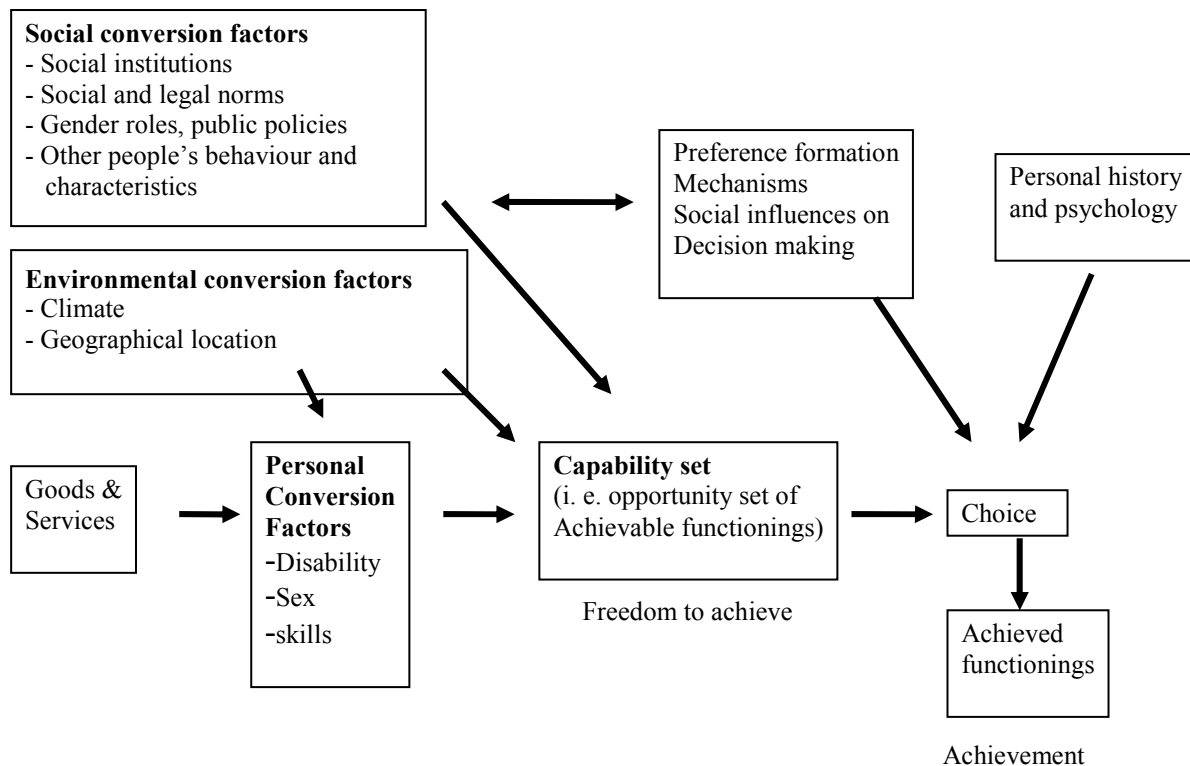 Social conversion factors
- Social institutions
- Social and legal norms
- Gender roles, public policies
- Other people’s behaviour and
characteristics
Preference formation
Mechanisms
Social influences on
Decision making
Personal history
and psychology
Environmental conversion factors
- Climate
- Geographical location
Goods &
Services
Personal
Conversion
Factors
-Disability
-Sex
-skills
Capability set
(i. e. opportunity set of
Achievable functionings)
Freedom to achieve
Choice
Achieved
functionings
Achievement